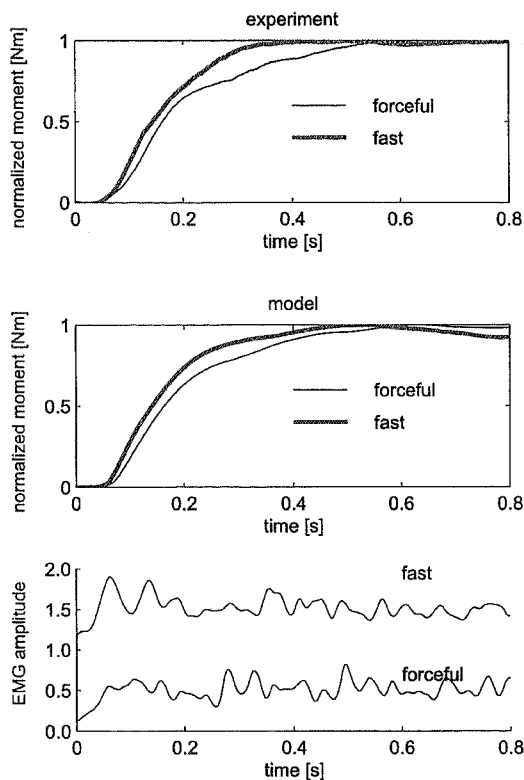 experiment
normalized moment [Nm]
1
0.5
0
forceful
fast
0 0.2 0.4 0.6 0.8
time [s]
model
normalized moment [Nm]
1
0.5
0
forceful
fast
0 0.2 0.4 0.6 0.8
time [s]
EMG amplitude
2.0
1.5
1.0
0.5
0.0
fast
forceful
0 0.2 0.4 0.6 0.8
time [s]